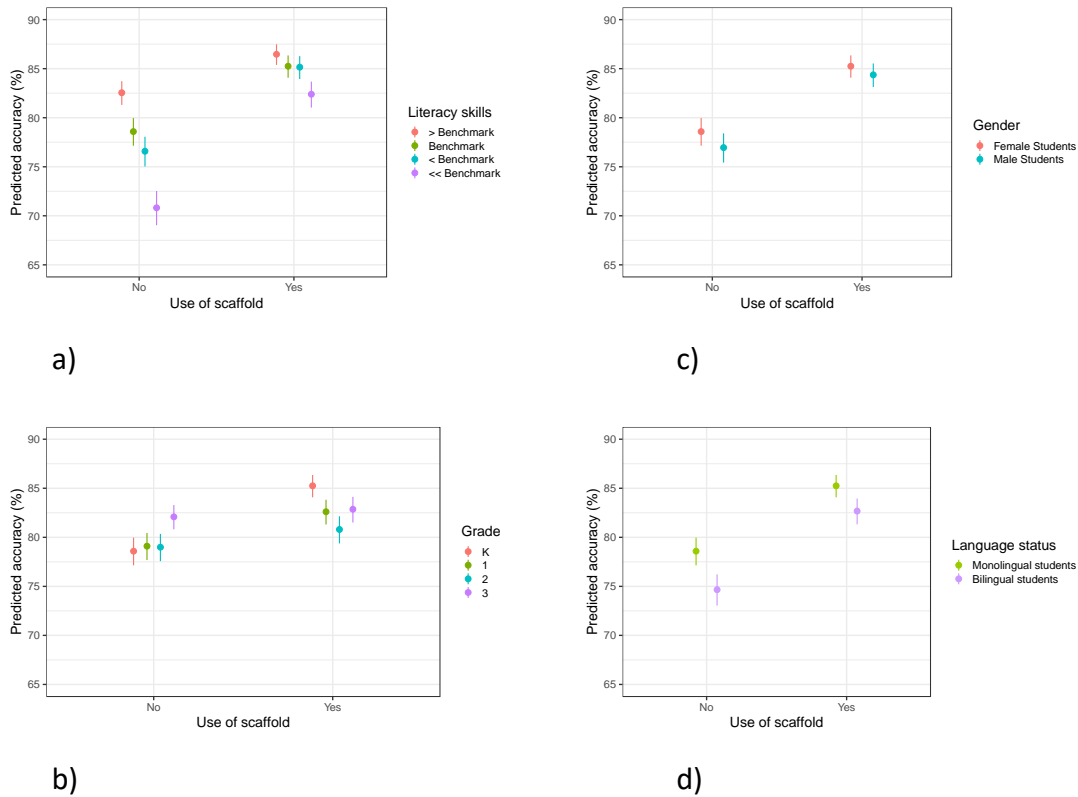 90
85
80
75
70
65
Predicted accuracy (%)
No
Yes
Use of scaffold
Literacy skills
> Benchmark
Benchmark
< Benchmark
<< Benchmark
a)
90
85
80
75
70
65
Predicted accuracy (%)
No
Yes
Use of scaffold
Gender
Female Students
Male Students
c)
90
85
80
75
70
65
Predicted accuracy (%)
No
Yes
Use of scaffold
Grade
K
1
2
3
b)
90
85
80
75
70
65
Predicted accuracy (%)
No
Yes
Use of scaffold
Language status
Monolingual students
Bilingual students
d)